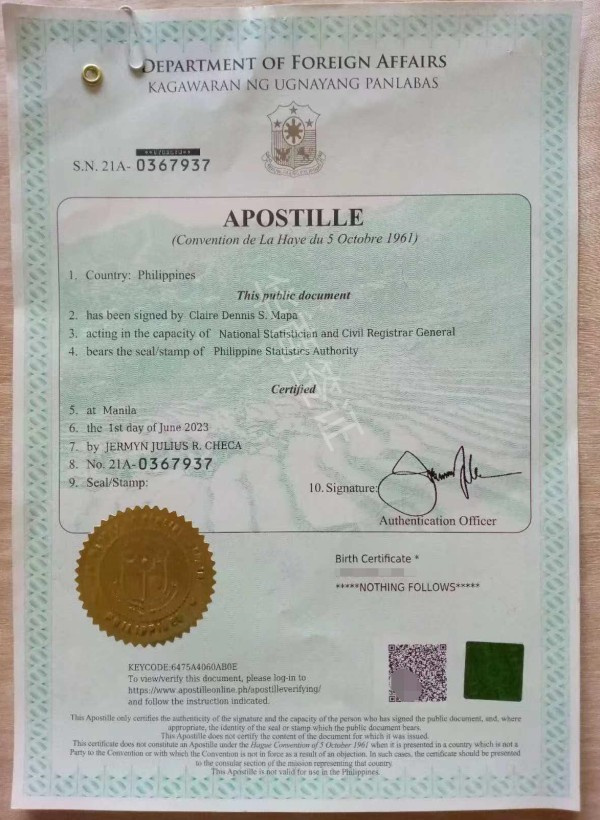 DEPARTMENT OF FOREIGN AFFAIRS
KAGAWARAN NG UGNAYANG PANLABAS
S.N. 21A- 0367937
APOSTILLE
(Convention de La Haye du 5 Octobre 1961)
1. Country: Philippines
This public document
2. has been signed by Claire Dennis S. Mapa
3. acting in the capacity of National Statistician and Civil Registrar General
4. bears the seal/stamp of Philippine Statistics Authority
Certified
5. at Manila
6. the 1st day of June 2023
7. by JERMYN JULIUS R. CHECA
8. No. 21A-0367937
9. Seal/Stamp:
10. Signature:
Authentication Officer
Birth Certificate *
*****NOTHING FOLLOWS*****
KEYCODE:6475A4060AB0E
To view/verify this document, please log-in to
https://www.apostilleonline.ph/apostilleverifying/
and follow the instruction indicated.
This Apostille only certifies the authenticity of the signature and the capacity of the person who has signed the public document, and, where
appropriate, the identity of the seal or stamp which the public document bears.
This Apostille does not certify the content of the document for which it was issued.
This certificate does not constitute an Apostille under the Hague Convention of 5 October 1961 when it is presented in a country which is not a
Party to the Convention or with which the Convention is not in force as a result of an objection. In such cases, the certificate should be presented
to the consular section of the mission representing that country.
This Apostille is not valid for use in the Philippines.